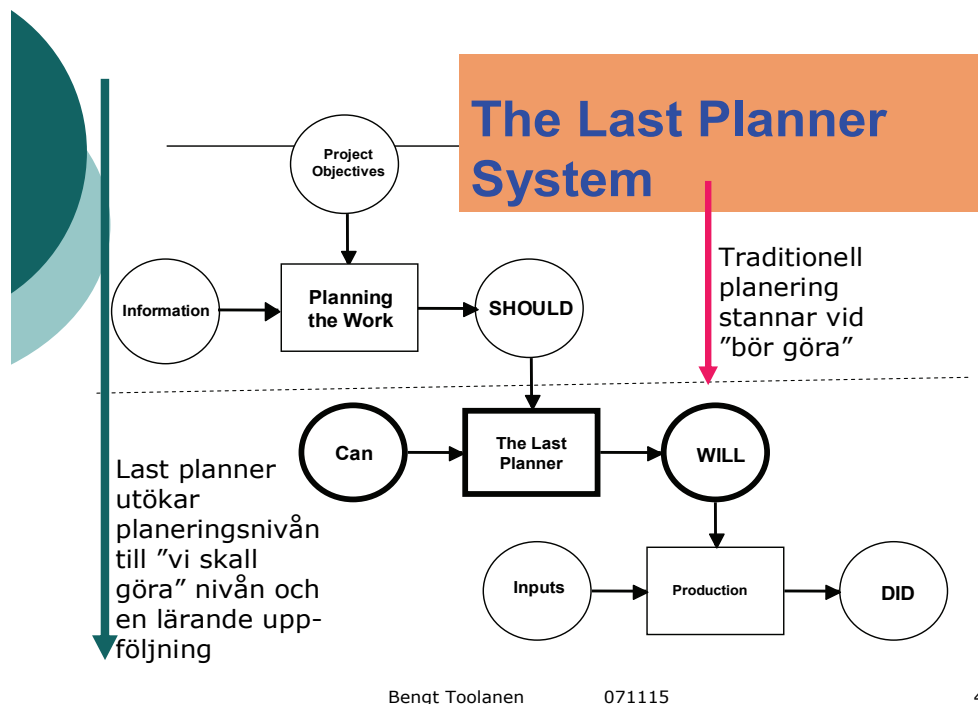 The Last Planner
System
Project
Objectives
Information
Planning
the Work
SHOULD
Traditionell
planering
stannar vid
”bör göra”
Can
The Last
Planner
WILL
Last planner
utökar
planeringsnivån
till ”vi skall
göra” nivån och
en lärande upp-
följning
Inputs
Production
DID
Bengt Toolanen 071115 4